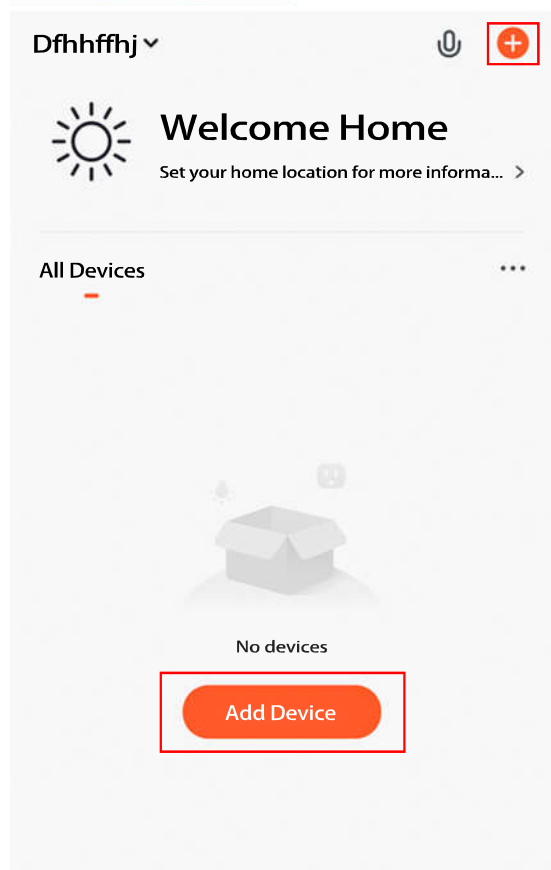 Dfhhffhj
Welcome Home
Set your home location for more informa...
All Devices
No devices
Add Device